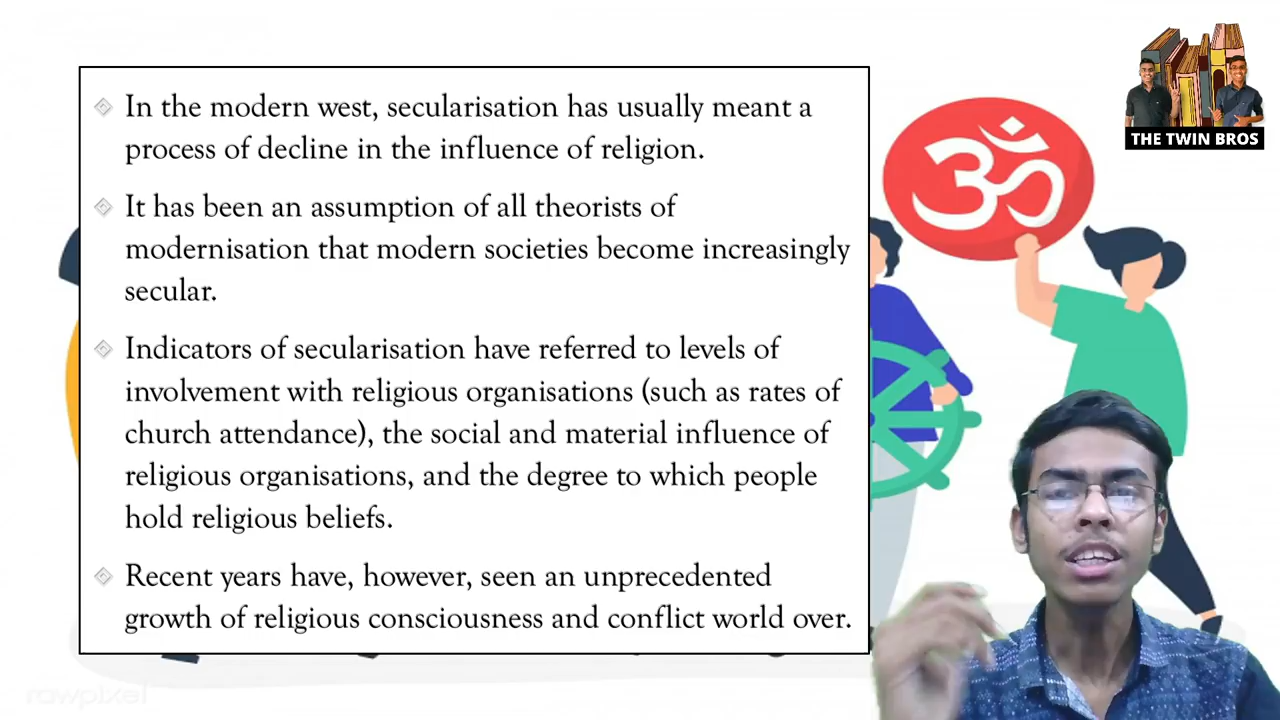 In the modern west, secularisation has usually meant a
process of decline in the influence of religion.
It has been an assumption of all theorists of
modernisation that modern societies become increasingly
secular.
Indicators of secularisation have referred to levels of
involvement with religious organisations (such as rates of
church attendance), the social and material influence of
religious organisations, and the degree to which people
hold religious beliefs.
Recent years have, however, seen an unprecedented
growth of religious consciousness and conflict world over.
THE TWIN BROS
ॐ
rawpixel